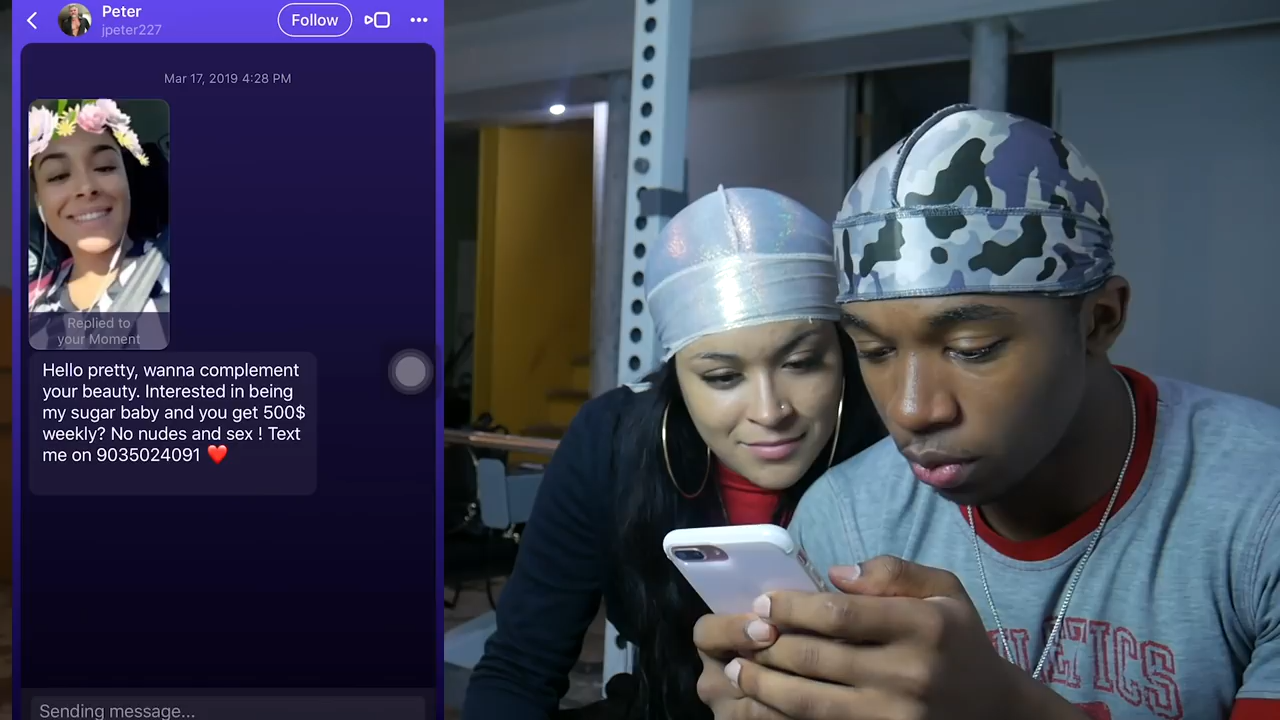 Peter
jpeter227
Follow
Mar 17, 2019 4:28 PM
Replied to
your Moment
Hello pretty, wanna complement
your beauty. Interested in being
my sugar baby and you get 500$
weekly? No nudes and sex ! Text
me on 9035024091 ❤️
Sending message...